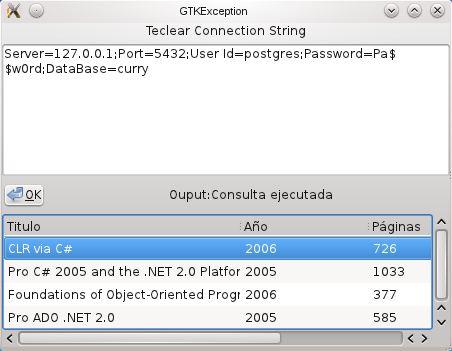 GTKException
Teclear Connection String
Server=127.0.0.1;Port=5432;User Id=postgres;Password=Pa$
$w0rd;DataBase=curry
OK Ouput:Consulta ejecutada
Titulo Año Páginas
CLR via C# 2006 726
Pro C# 2005 and the .NET 2.0 Platfor 2005 1033
Foundations of Object-Oriented Progr 2006 377
Pro ADO .NET 2.0 2005 585